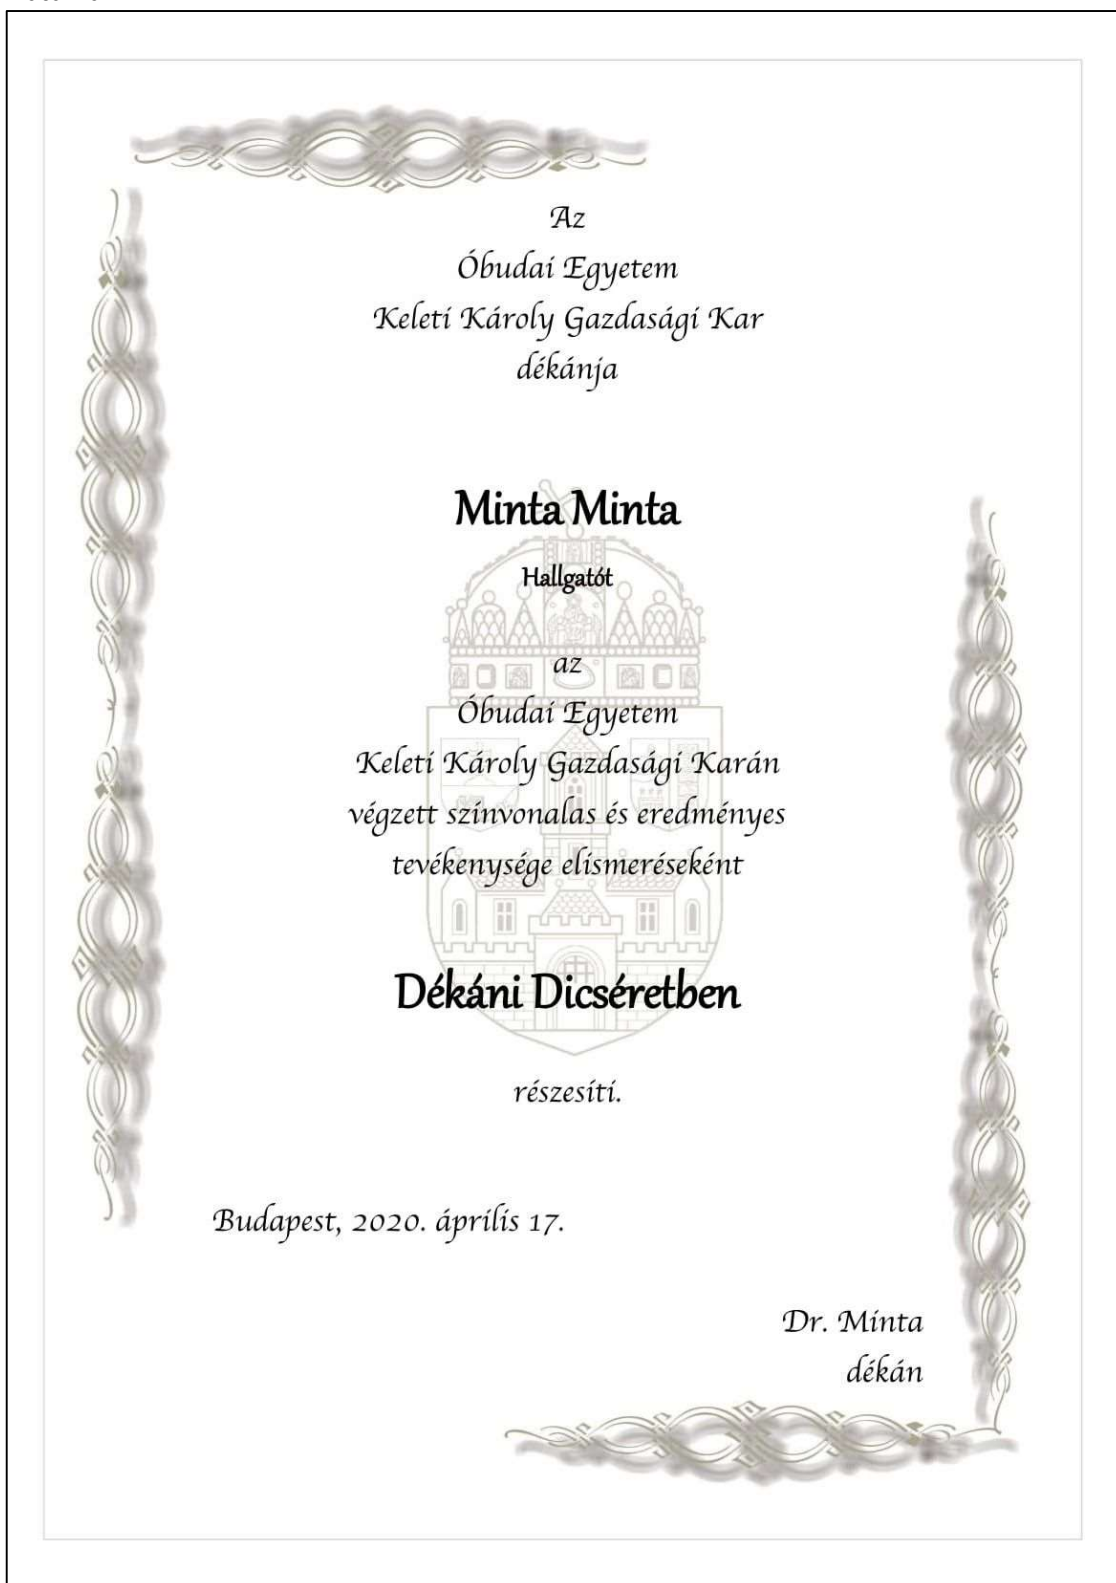 Az
Óbudai Egyetem
Keleti Károly Gazdasági Kar
dékánja
Minta Minta
Hallgatót
az
Óbudai Egyetem
Keleti Károly Gazdasági Karán
végzett színvonalas és eredményes
tevékenysége elismeréseként
Dékáni Dicséretben
részesíti.
Budapest, 2020. április 17.
Dr. Minta
dékán